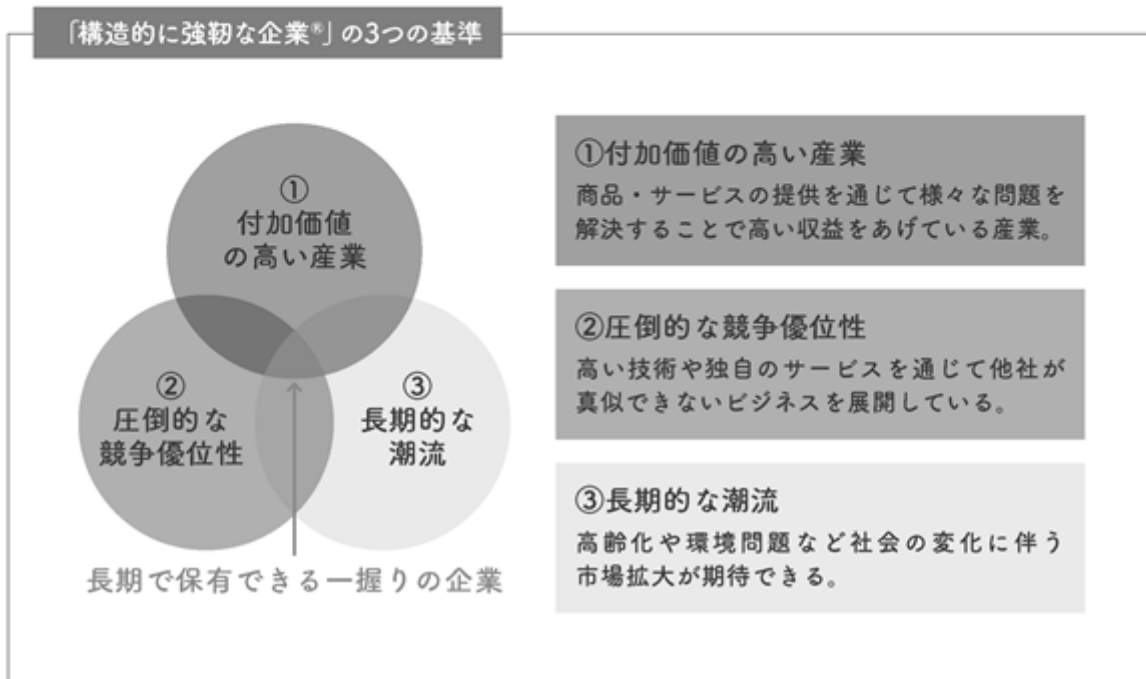 「構造的に強靭な企業®」の3つの基準
①
付加価値
の高い産業
②
圧倒的な
競争優位性
③
長期的な
潮流
長期で保有できる一握りの企業
①付加価値の高い産業
商品・サービスの提供を通じて様々な問題を
解決することで高い収益をあげている産業。
②圧倒的な競争優位性
高い技術や独自のサービスを通じて他社が
真似できないビジネスを展開している。
③長期的な潮流
高齢化や環境問題など社会の変化に伴う
市場拡大が期待できる。